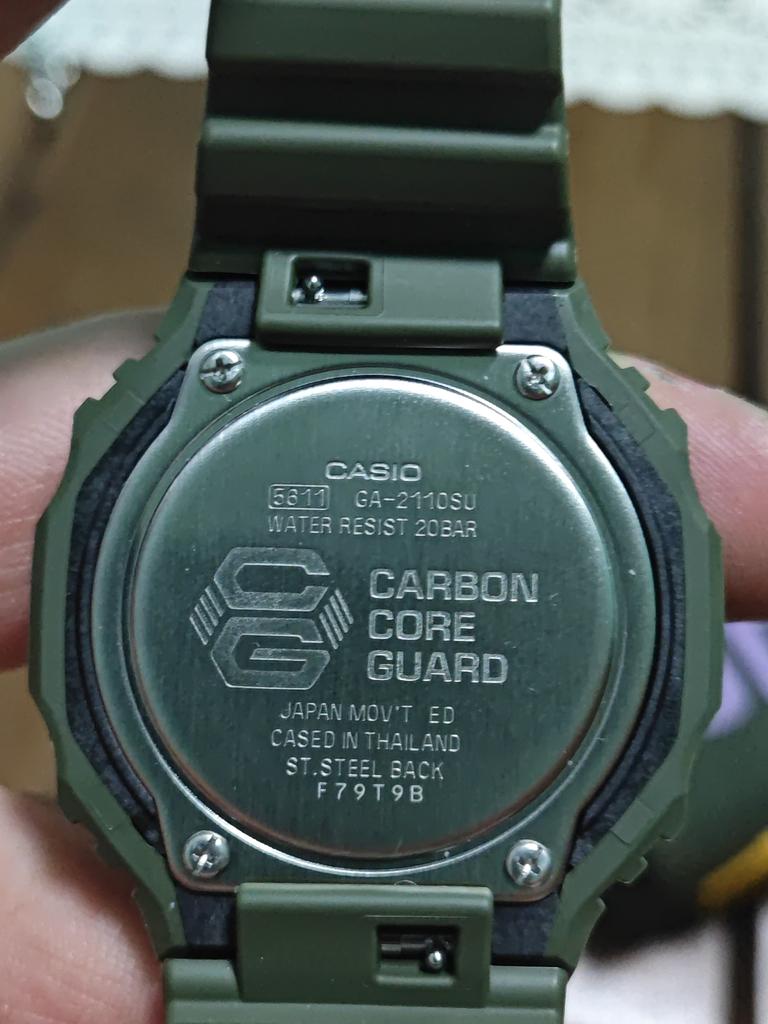 CASIO
5611 GA-2110SU
WATER RESIST 20BAR
CG
CARBON
CORE
GUARD
JAPAN MOV'T ED
CASED IN THAILAND
ST.STEEL BACK
F79T9B